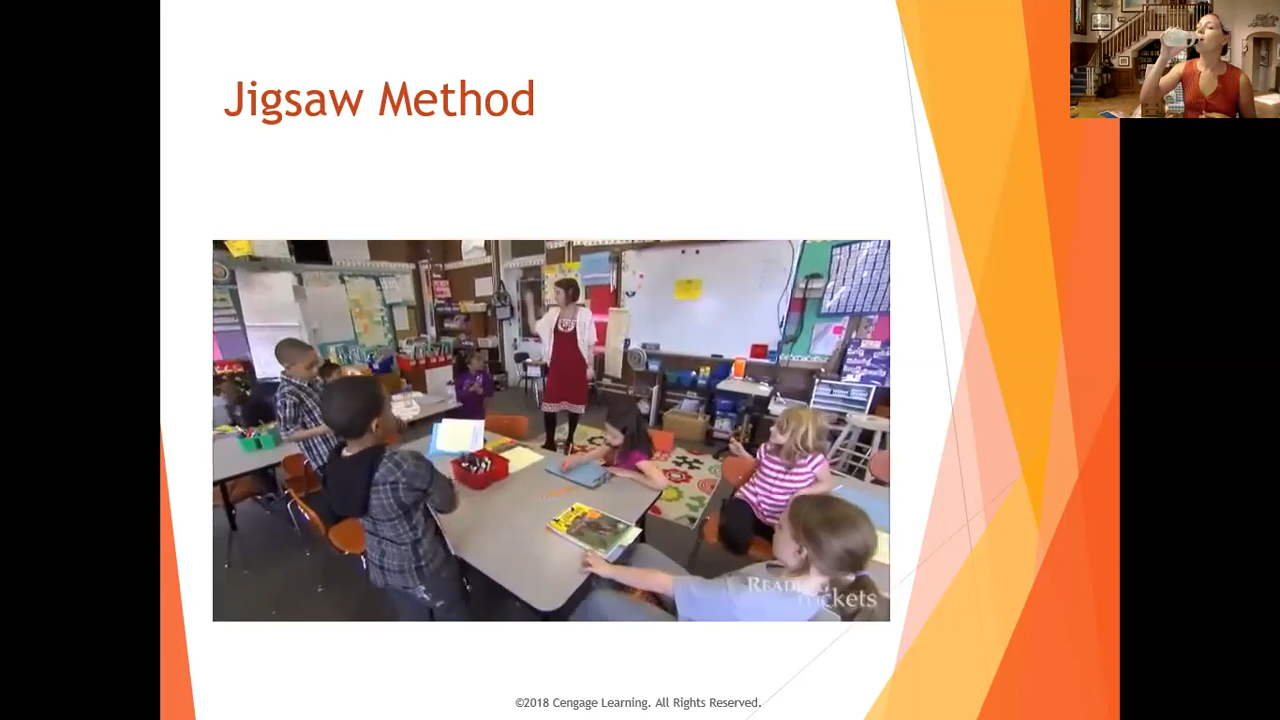 Jigsaw Method
READING
rockets
©2018 Cengage Learning. All Rights Reserved.